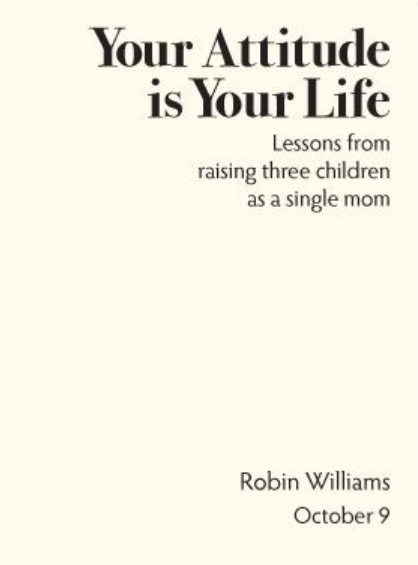 Your Attitude
is Your Life
Lessons from
raising three children
as a single mom
Robin Williams
October 9